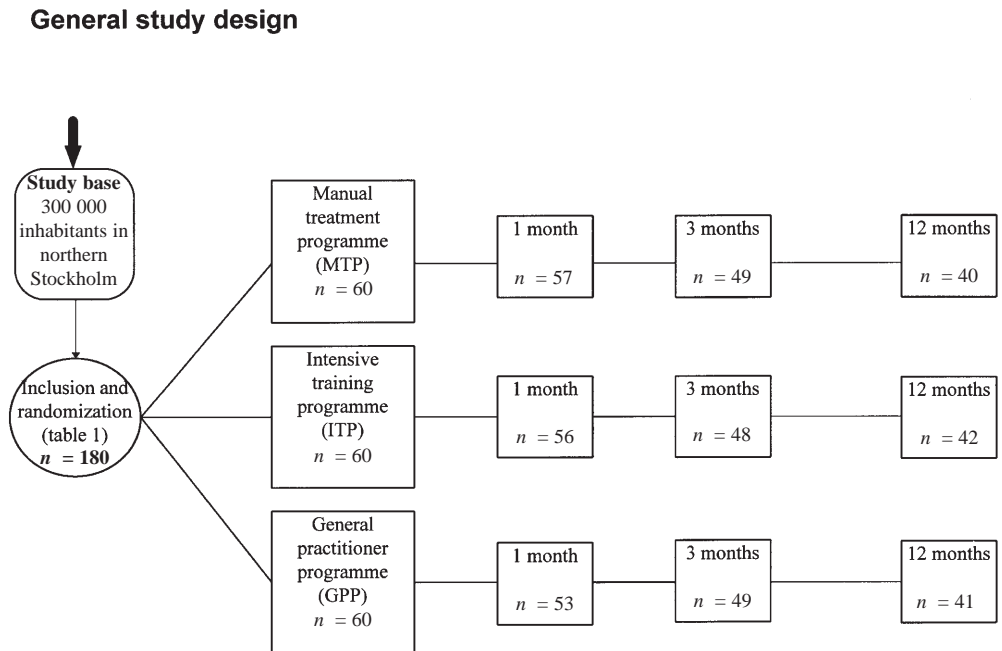 General study design
Study base
300 000
inhabitants in
northern
Stockholm
Inclusion and
randomization
(table 1)
n = 180
Manual
treatment
programme
(MTP)
n = 60
1 month
n = 57
3 months
n = 49
12 months
n = 40
Intensive
training
programme
(ITP)
n = 60
1 month
n = 56
3 months
n = 48
12 months
n = 42
General
practitioner
programme
(GPP)
n = 60
1 month
n = 53
3 months
n = 49
12 months
n = 41